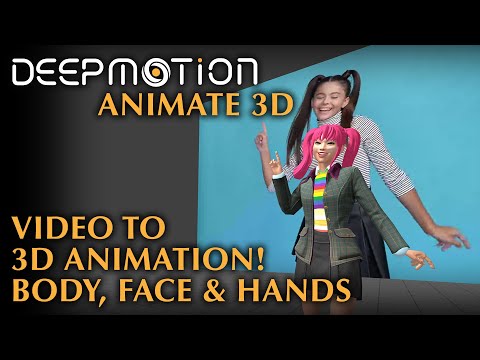 DEEPMOTION
ANIMATE 3D
VIDEO TO
3D ANIMATION!
BODY, FACE & HANDS